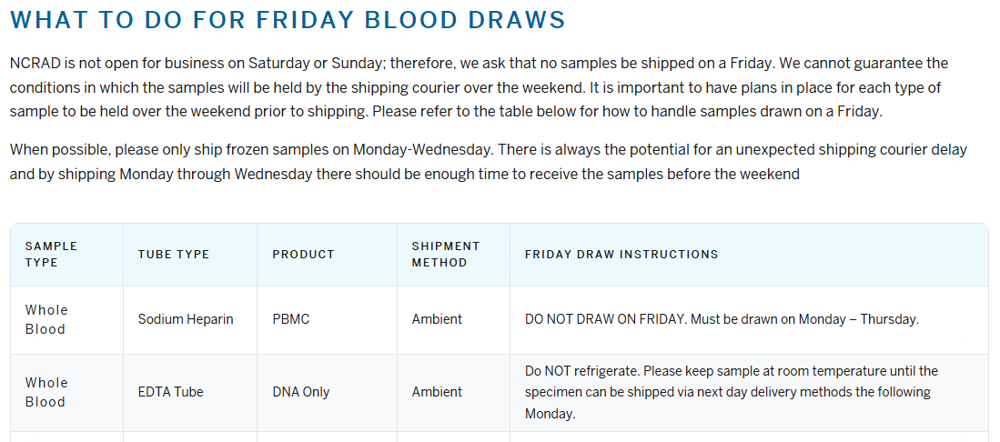 WHAT TO DO FOR FRIDAY BLOOD DRAWS
NCRAD is not open for business on Saturday or Sunday; therefore, we ask that no samples be shipped on a Friday. We cannot guarantee the
conditions in which the samples will be held by the shipping courier over the weekend. It is important to have plans in place for each type of
sample to be held over the weekend prior to shipping. Please refer to the table below for how to handle samples drawn on a Friday.
When possible, please only ship frozen samples on Monday-Wednesday. There is always the potential for an unexpected shipping courier delay
and by shipping Monday through Wednesday there should be enough time to receive the samples before the weekend
SAMPLE
TYPE
TUBE TYPE
PRODUCT
SHIPMENT
METHOD
FRIDAY DRAW INSTRUCTIONS
Whole
Blood
Sodium Heparin
PBMC
Ambient
DO NOT DRAW ON FRIDAY. Must be drawn on Monday – Thursday.
Whole
Blood
EDTA Tube
DNA Only
Ambient
Do NOT refrigerate. Please keep sample at room temperature until the
specimen can be shipped via next day delivery methods the following
Monday.